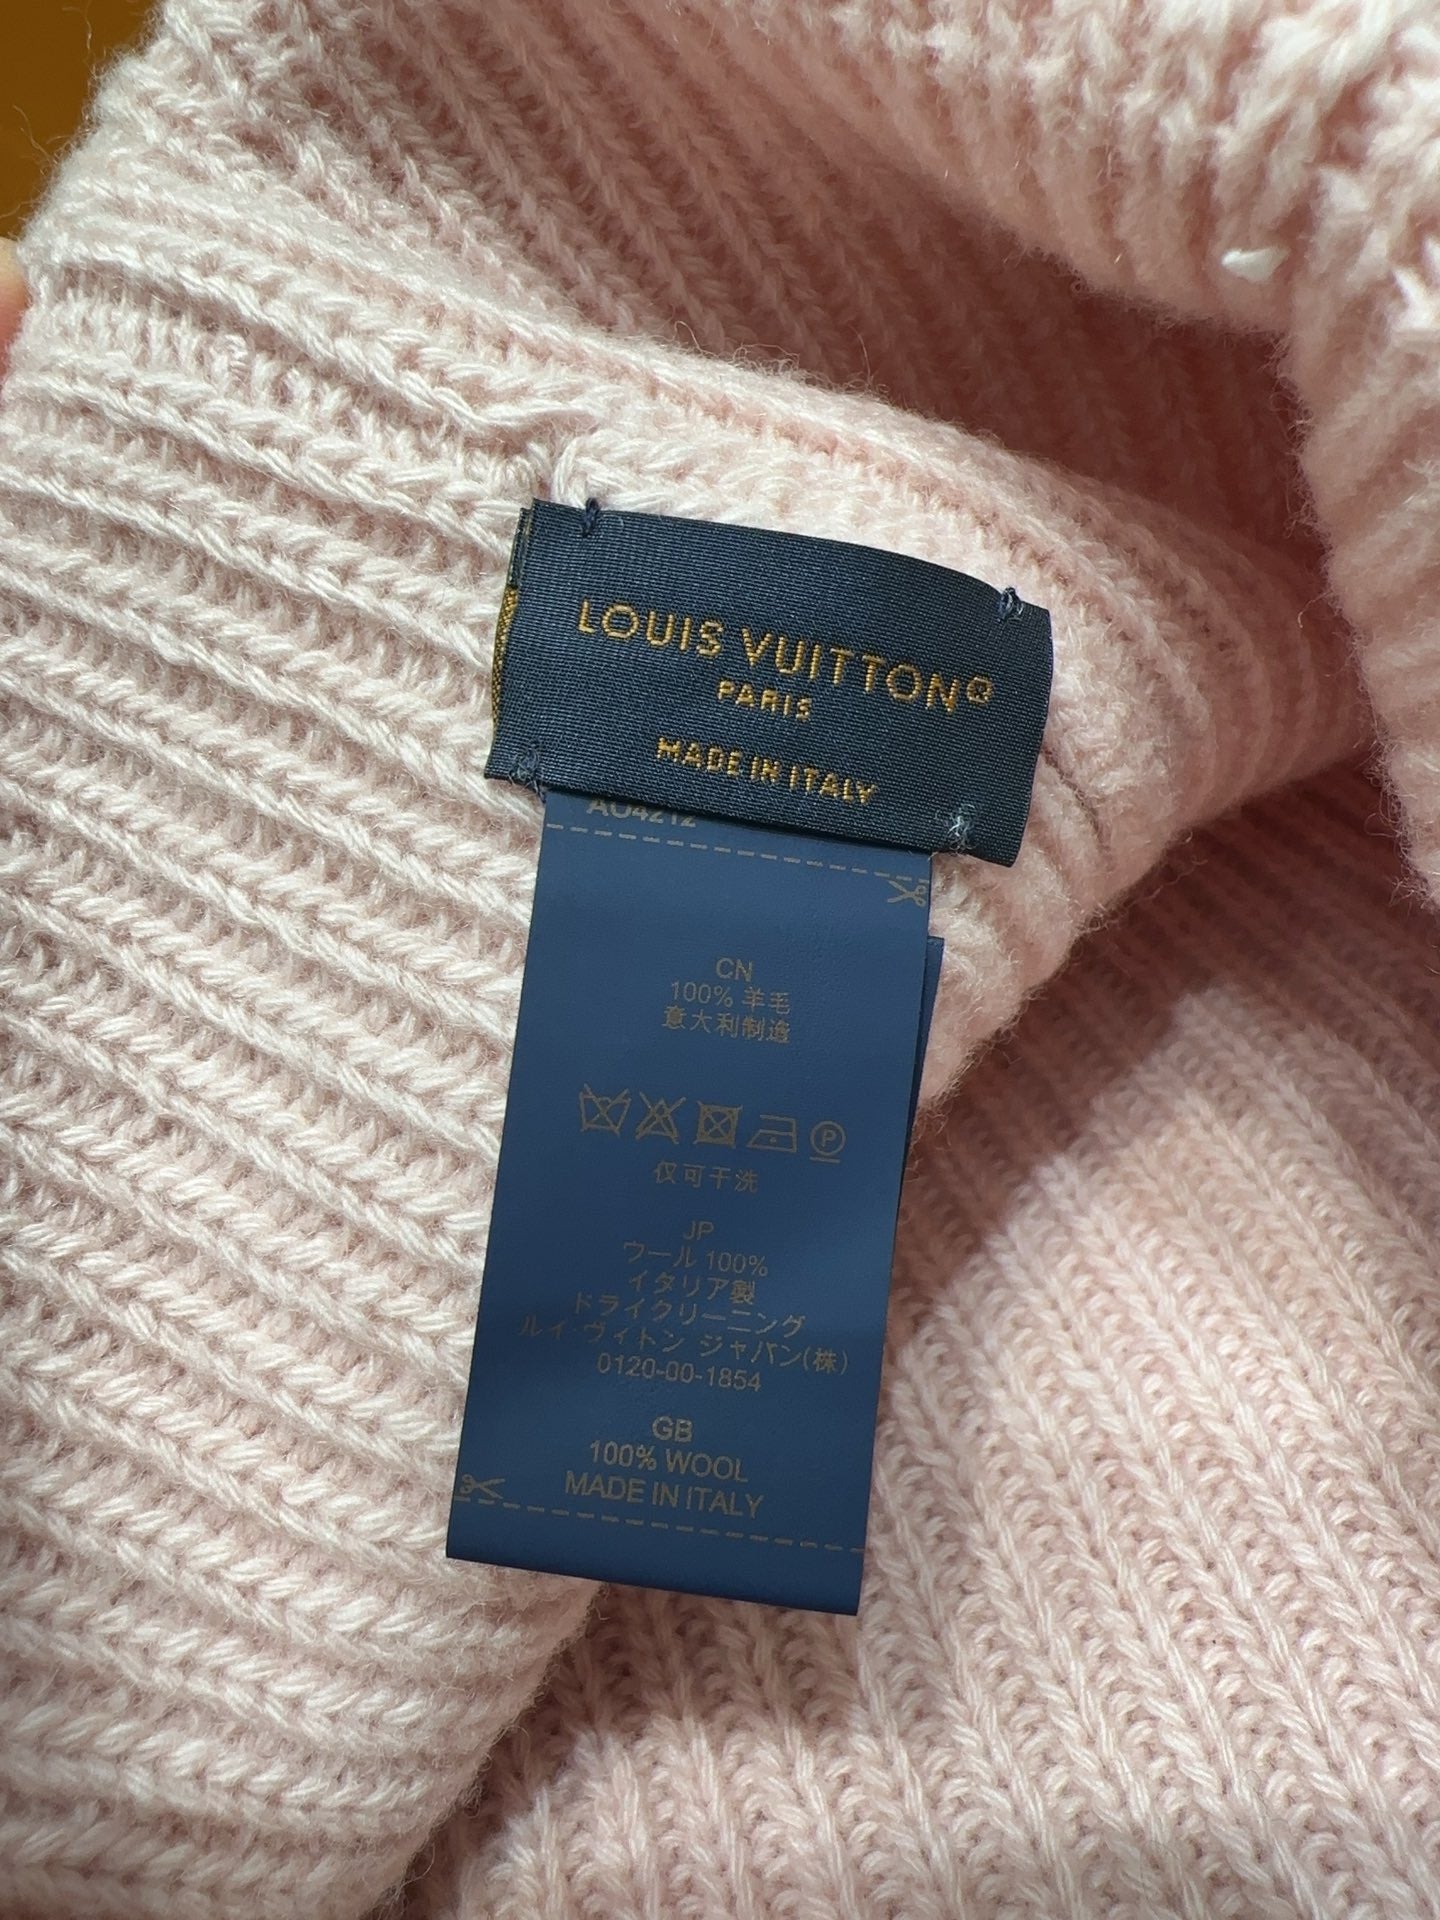 LOUIS VUITTON®
PARIS
MADE IN ITALY
AO4212
CN
100% 羊毛
意大利制造
P
仅可干洗
JP
ウール 100%
イタリア製
ドライクリーニング
ルイ・ヴィトン ジャパン(株)
0120-00-1854
GB
100% WOOL
MADE IN ITALY